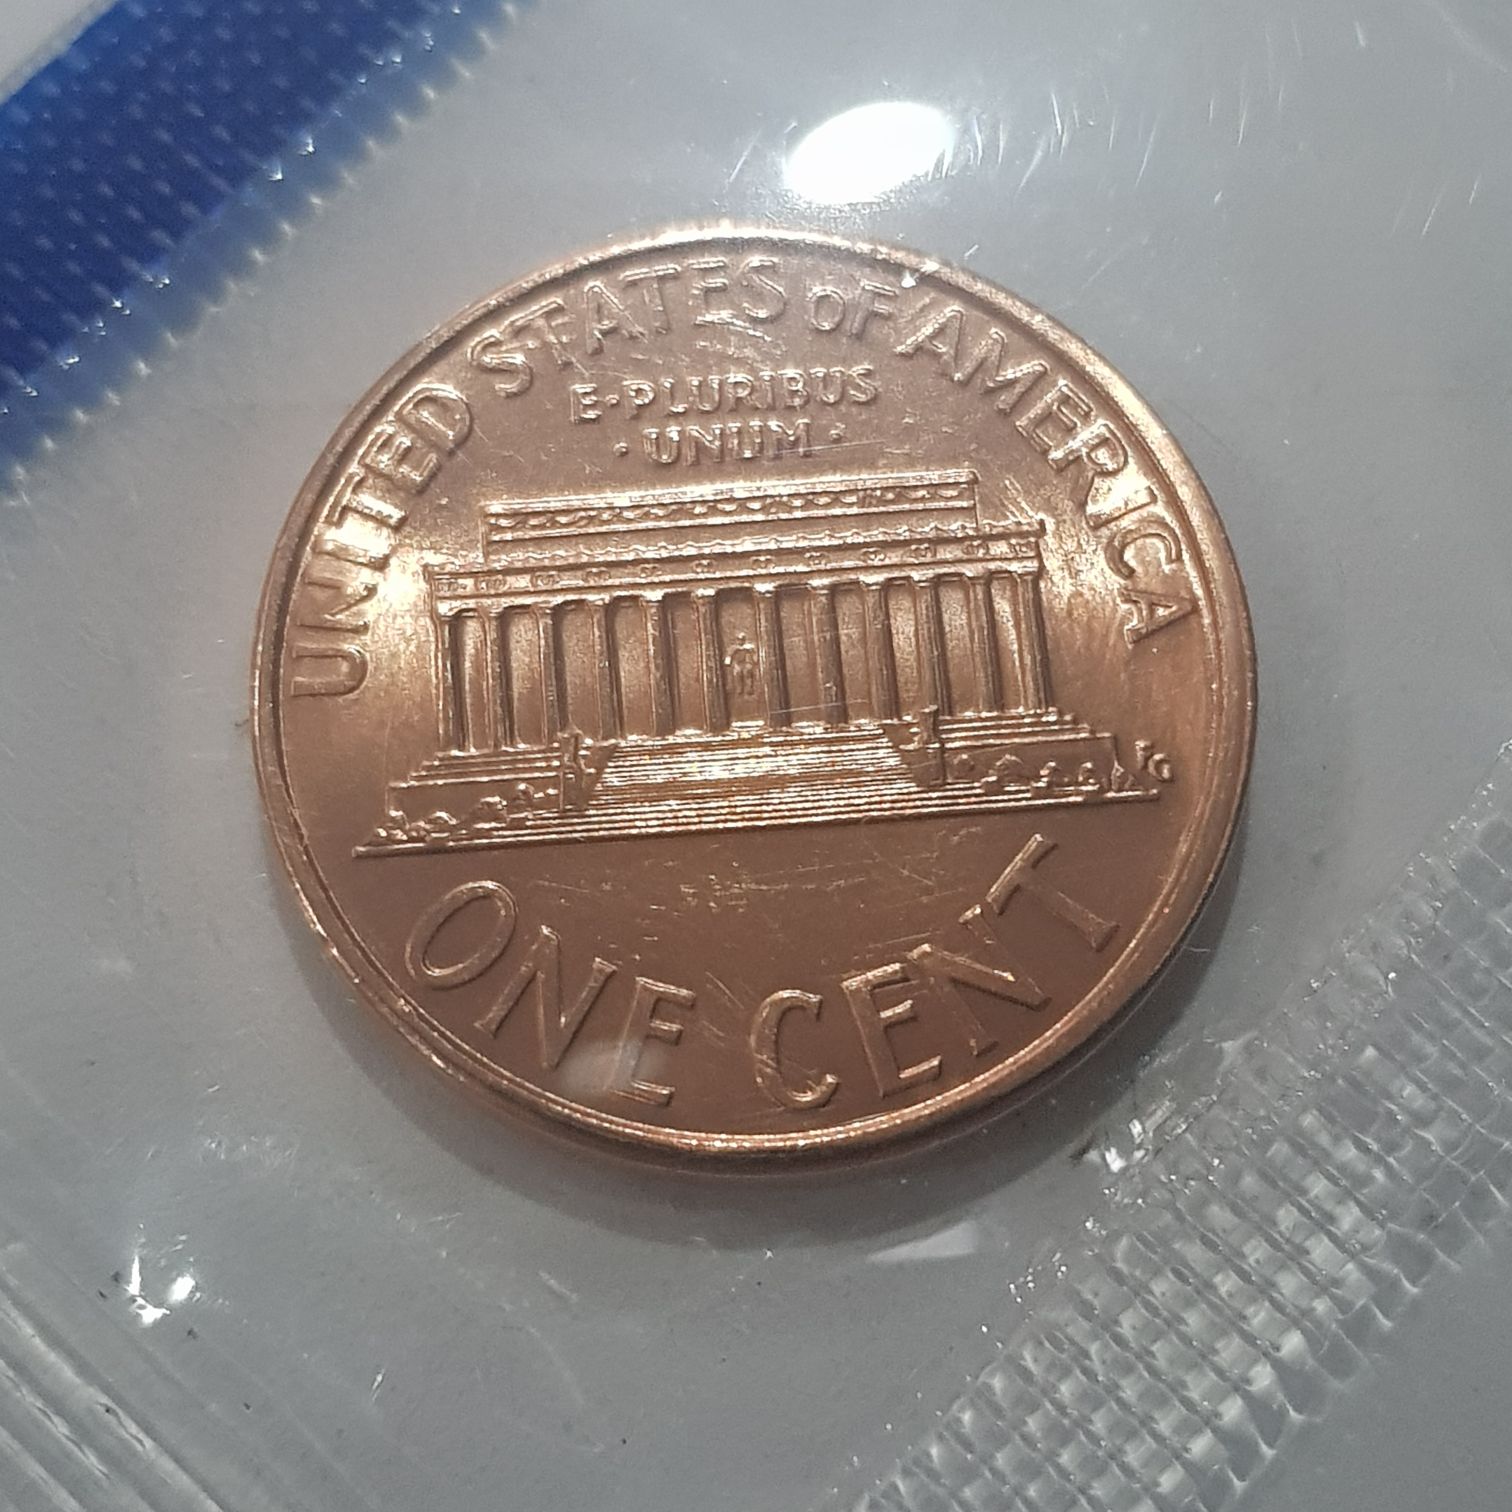 UNITED STATES OF AMERICA
E·PLURIBUS
·UNUM·
FG
ONE CENT